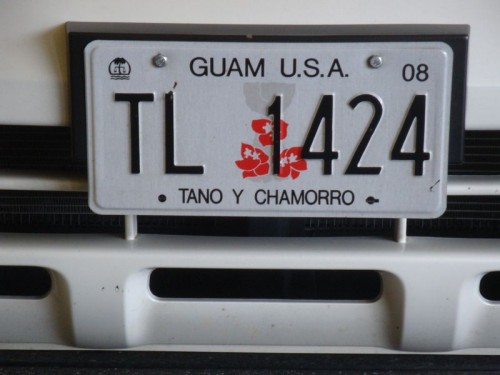 GUAM U.S.A.
08
TL 1424
TANO Y CHAMORRO